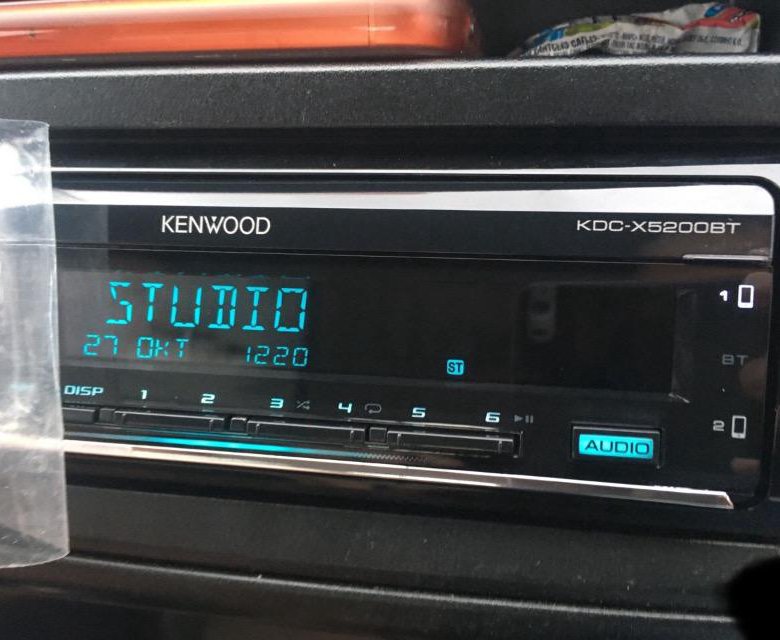 KENWOOD
KDC-X5200BT
STUDIO
27 OKT 1220
ST
1
BT
2
DISP 1 2 3 4 5 6
AUDIO